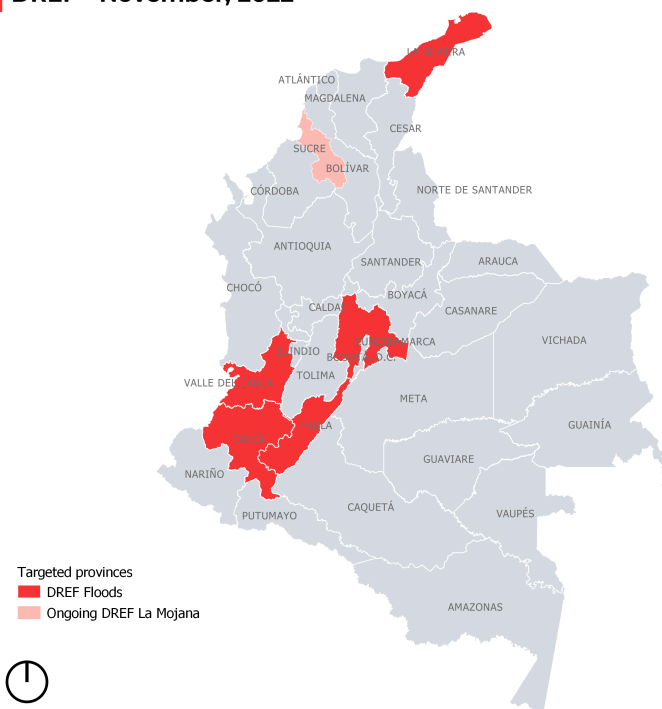 DREF - November, 2022
LA GUAJIRA
ATLÁNTICO
MAGDALENA
CESAR
SUCRE
BOLÍVAR
CÓRDOBA
NORTE DE SANTANDER
ANTIOQUIA
SANTANDER
ARAUCA
CHOCÓ
BOYACÁ
CALDAS
CASANARE
CUNDINAMARCA
VICHADA
QUINDIO
BOGOTÁ, D.C.
TOLIMA
VALLE DEL CAUCA
META
HUILA
GUAINÍA
CAUCA
GUAVIARE
NARIÑO
CAQUETÁ
VAUPÉS
PUTUMAYO
AMAZONAS
Targeted provinces
DREF Floods
Ongoing DREF La Mojana